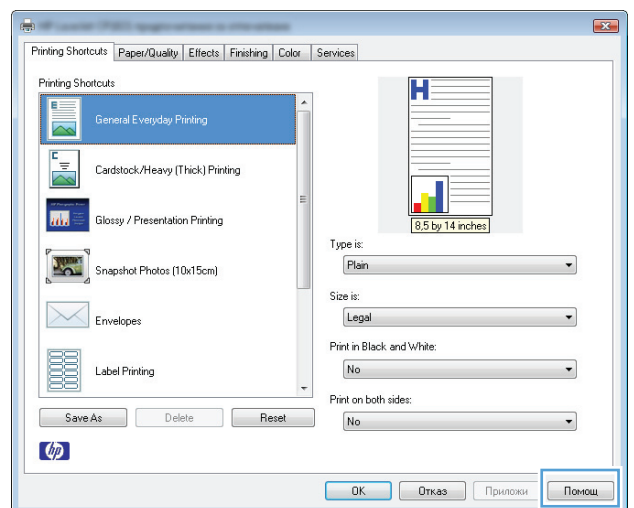 Printing Shortcuts Paper/Quality Effects Finishing Color Services
Printing Shortcuts
General Everyday Printing
Cardstock/Heavy (Thick) Printing
Glossy / Presentation Printing
Snapshot Photos (10x15cm)
Envelopes
Label Printing
Save As Delete Reset
8,5 by 14 inches
Type is:
Plain
Size is:
Legal
Print in Black and White:
No
Print on both sides:
No
hp
OK Отказ Приложи Помощ